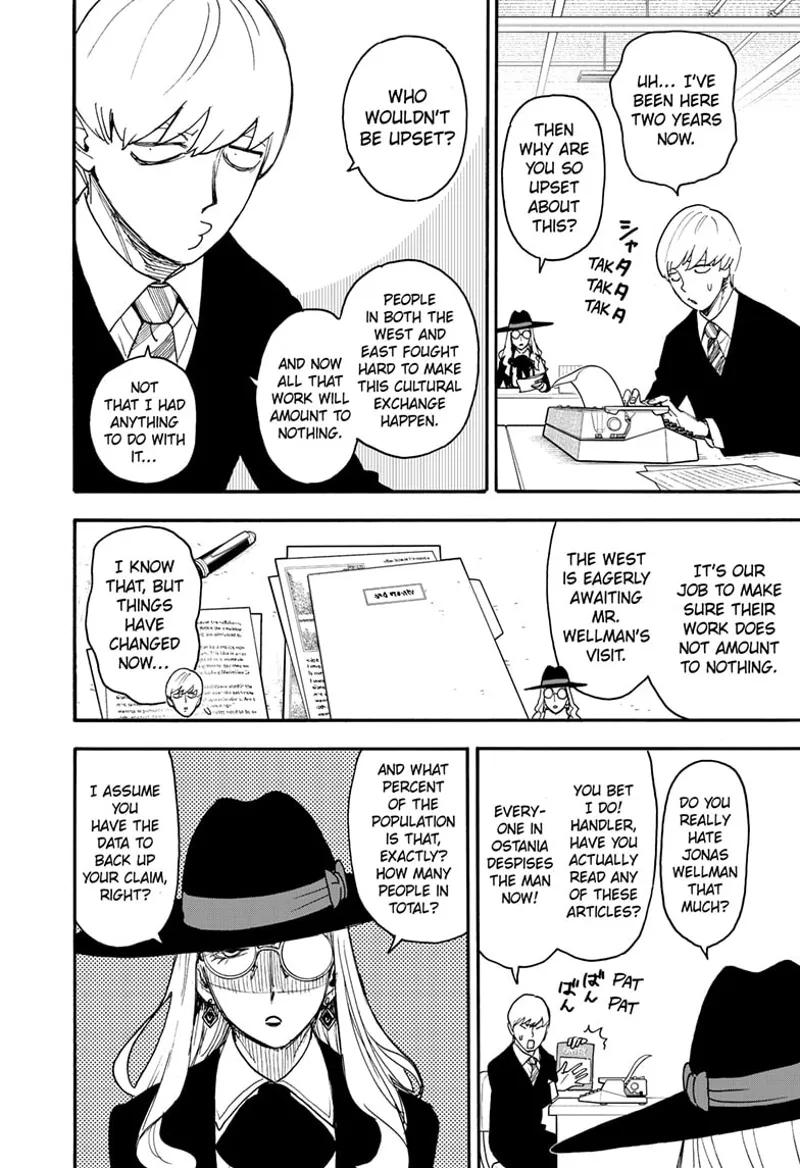 UH... I'VE
BEEN HERE
TWO YEARS
NOW.
THEN
WHY ARE
YOU SO
UPSET
ABOUT
THIS?
シャタタタ
TAK
TAK
TAK
WHO
WOULDN'T
BE UPSET?
PEOPLE
IN BOTH THE
WEST AND
EAST FOUGHT
HARD TO MAKE
THIS CULTURAL
EXCHANGE
HAPPEN.
AND NOW
ALL THAT
WORK WILL
AMOUNT TO
NOTHING.
NOT
THAT I HAD
ANYTHING
TO DO WITH
IT...
IT'S OUR
JOB TO MAKE
SURE THEIR
WORK DOES
NOT AMOUNT
TO NOTHING.
THE WEST
IS EAGERLY
AWAITING
MR.
WELLMAN'S
VISIT.
I KNOW
THAT, BUT
THINGS
HAVE
CHANGED
NOW...
DO YOU
REALLY
HATE
JONAS
WELLMAN
THAT
MUCH?
YOU BET
I DO!
HANDLER,
HAVE YOU
ACTUALLY
READ ANY
OF THESE
ARTICLES?
EVERY-
ONE IN
OSTANIA
DESPISES
THE MAN
NOW!
ばん
ばん
PAT
PAT
AND WHAT
PERCENT
OF THE
POPULATION
IS THAT,
EXACTLY?
HOW MANY
PEOPLE IN
TOTAL?
I ASSUME
YOU
HAVE THE
DATA TO
BACK UP
YOUR CLAIM,
RIGHT?